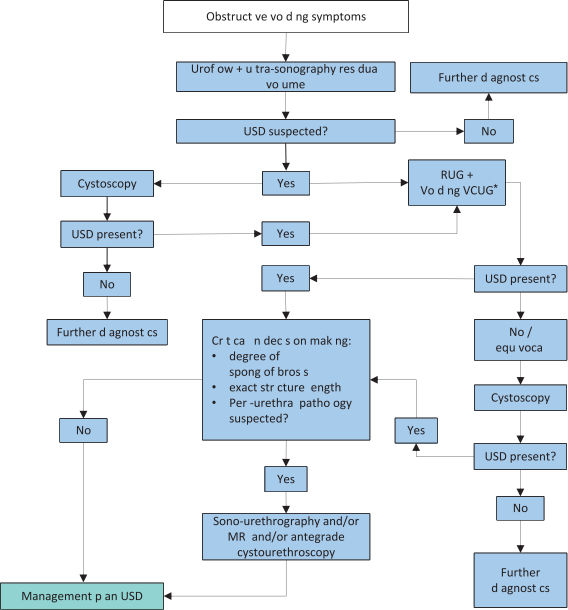 Obstruct ve vo d ng symptoms
Urof ow + u tra-sonography res dua
vo ume
Further d agnost cs
USD suspected?
No
Cystoscopy
Yes
RUG +
Vo d ng VCUG*
USD present?
Yes
No
Yes
USD present?
Further d agnost cs
Cr t ca n dec s on mak ng:
• degree of
spong of bros s
• exact str cture ength
• Per -urethra patho ogy
suspected?
No /
equ voca
Cystoscopy
No
Yes
USD present?
Yes
No
Sono-urethrography and/or
MR and/or antegrade
cystourethroscopy
Further
d agnost cs
Management p an USD